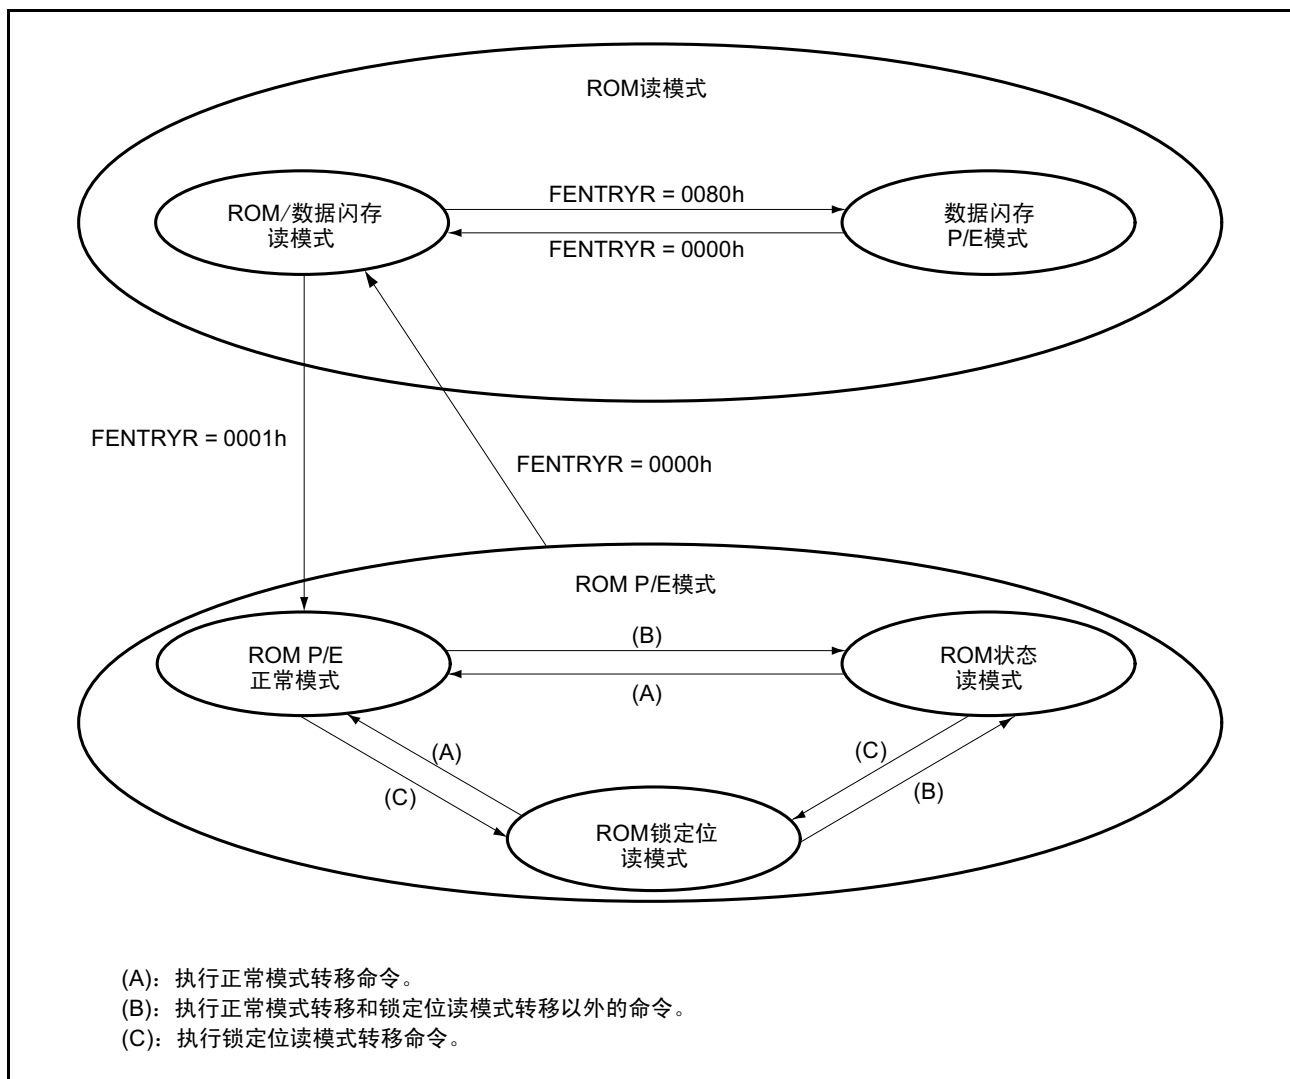 ROM读模式
ROM/数据闪存
读模式
FENTRYR = 0080h
FENTRYR = 0000h
数据闪存
P/E模式
FENTRYR = 0001h
FENTRYR = 0000h
ROM P/E模式
ROM P/E
正常模式
(B)
(A)
ROM状态
读模式
(A)
(C)
(C)
(B)
ROM锁定位
读模式
(A)：执行正常模式转移命令。
(B)：执行正常模式转移和锁定位读模式转移以外的命令。
(C)：执行锁定位读模式转移命令。